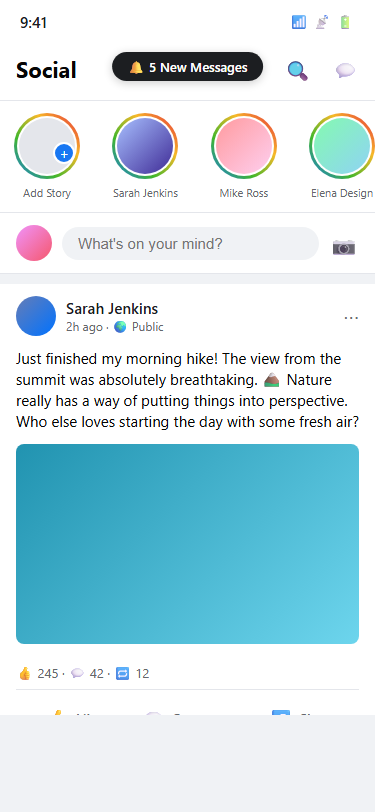 9:41
Social
🔔 5 New Messages
Add Story
Sarah Jenkins
Mike Ross
Elena Design
What's on your mind?
Sarah Jenkins
2h ago · 🌍 Public
Just finished my morning hike! The view from the
summit was absolutely breathtaking. ⛰️ Nature
really has a way of putting things into perspective.
Who else loves starting the day with some fresh air?
👍 245 · 💬 42 · 🔁 12